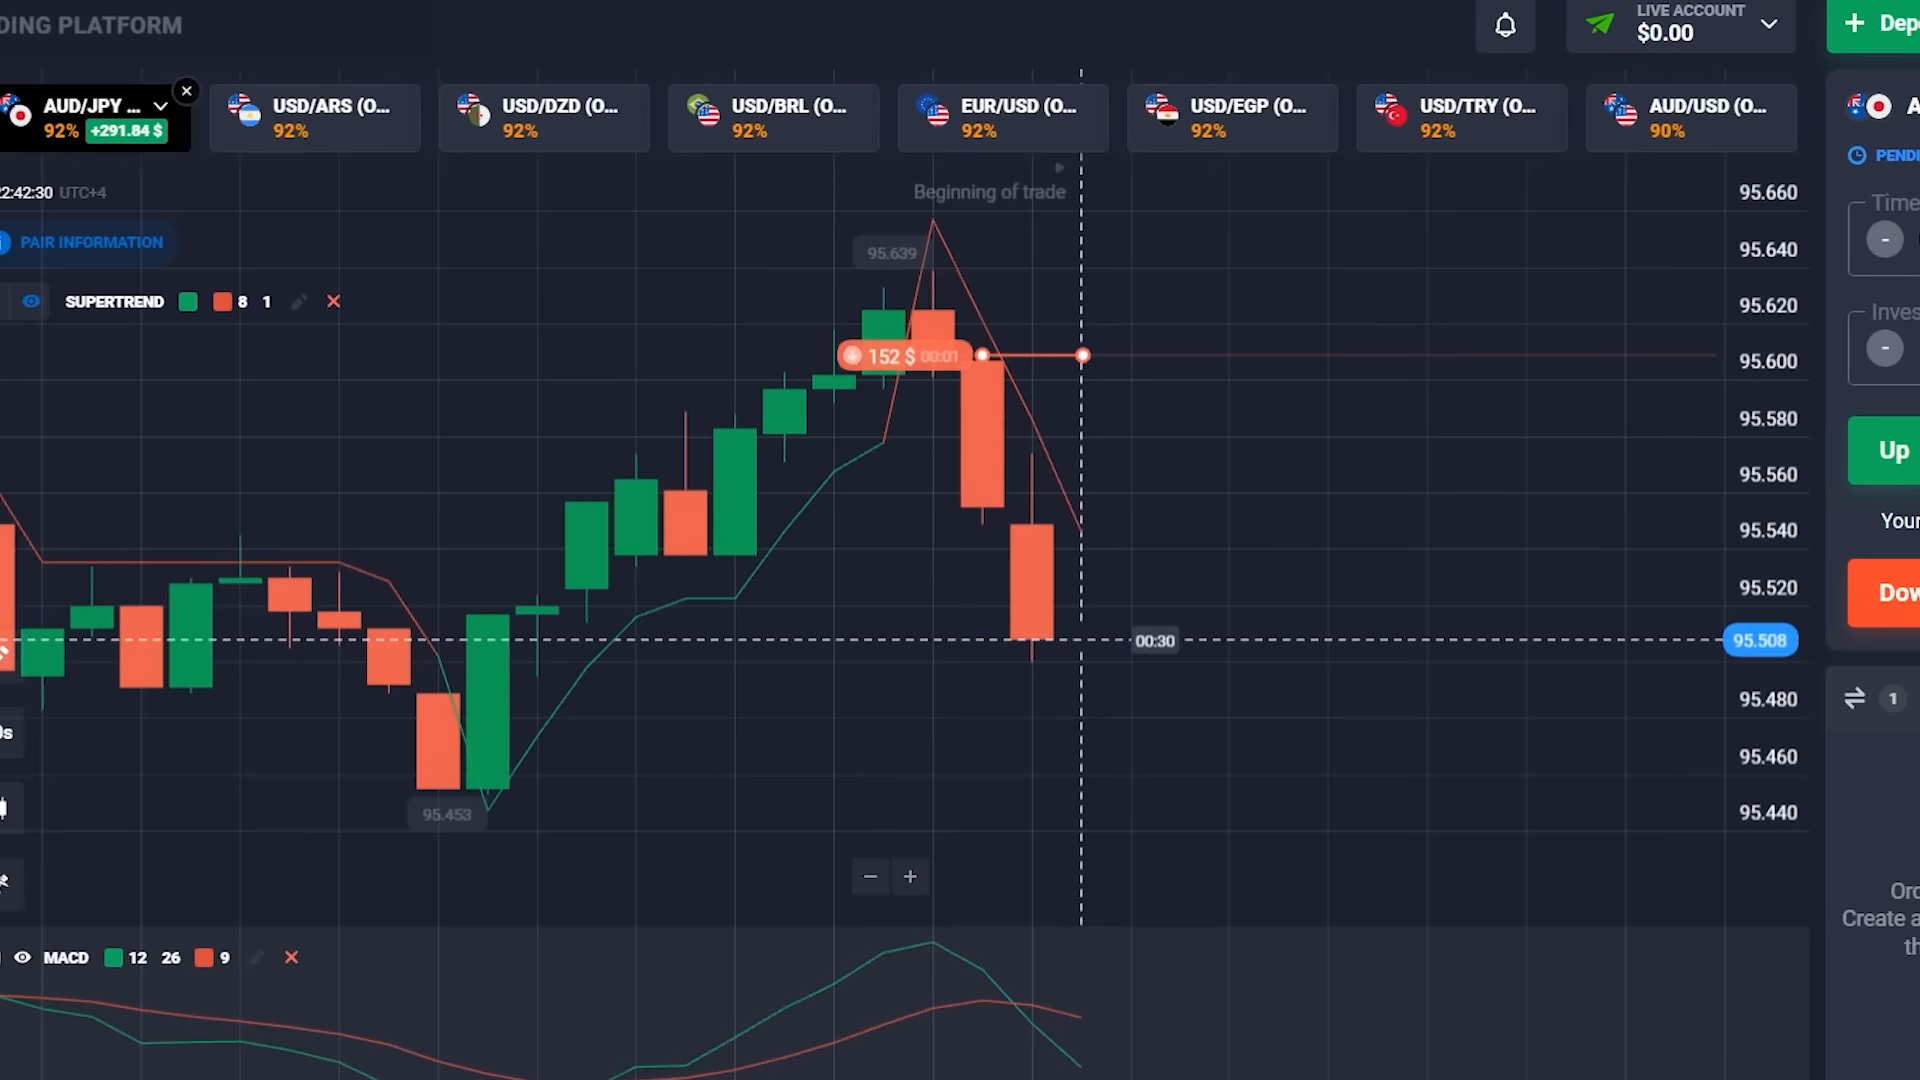 DING PLATFORM
LIVE ACCOUNT
$0.00
+ Dep
AUD/JPY ...
92% +291.84 $
USD/ARS (O...
92%
USD/DZD (O...
92%
USD/BRL (O...
92%
EUR/USD (O...
92%
USD/EGP (O...
92%
USD/TRY (O...
92%
AUD/USD (O...
90%
A
PENDI
2:42:30 UTC+4
Beginning of trade
PAIR INFORMATION
SUPERTREND 8 1
95.639
152 $ 00:01
95.453
00:30
95.508
95.660
95.640
95.620
95.600
95.580
95.560
95.540
95.520
95.480
95.460
95.440
Time
-
Inves
-
Up
Your
Dow
1
Ord
Create a
th
0s
− +
MACD 12 26 9